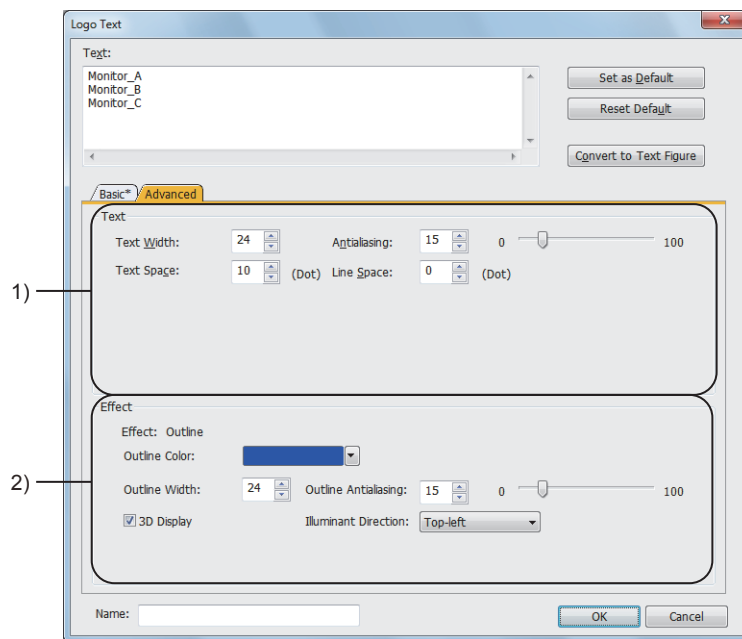 Logo Text
Text:
Monitor_A
Monitor_B
Monitor_C
Set as Default
Reset Default
Convert to Text Figure
Basic* Advanced
1)
Text
Text Width: 24 Antialiasing: 15 0 100
Text Space: 10 (Dot) Line Space: 0 (Dot)
2)
Effect
Effect: Outline
Outline Color:
Outline Width: 24 Outline Antialiasing: 15 0 100
3D Display Illuminant Direction: Top-left
Name: OK Cancel